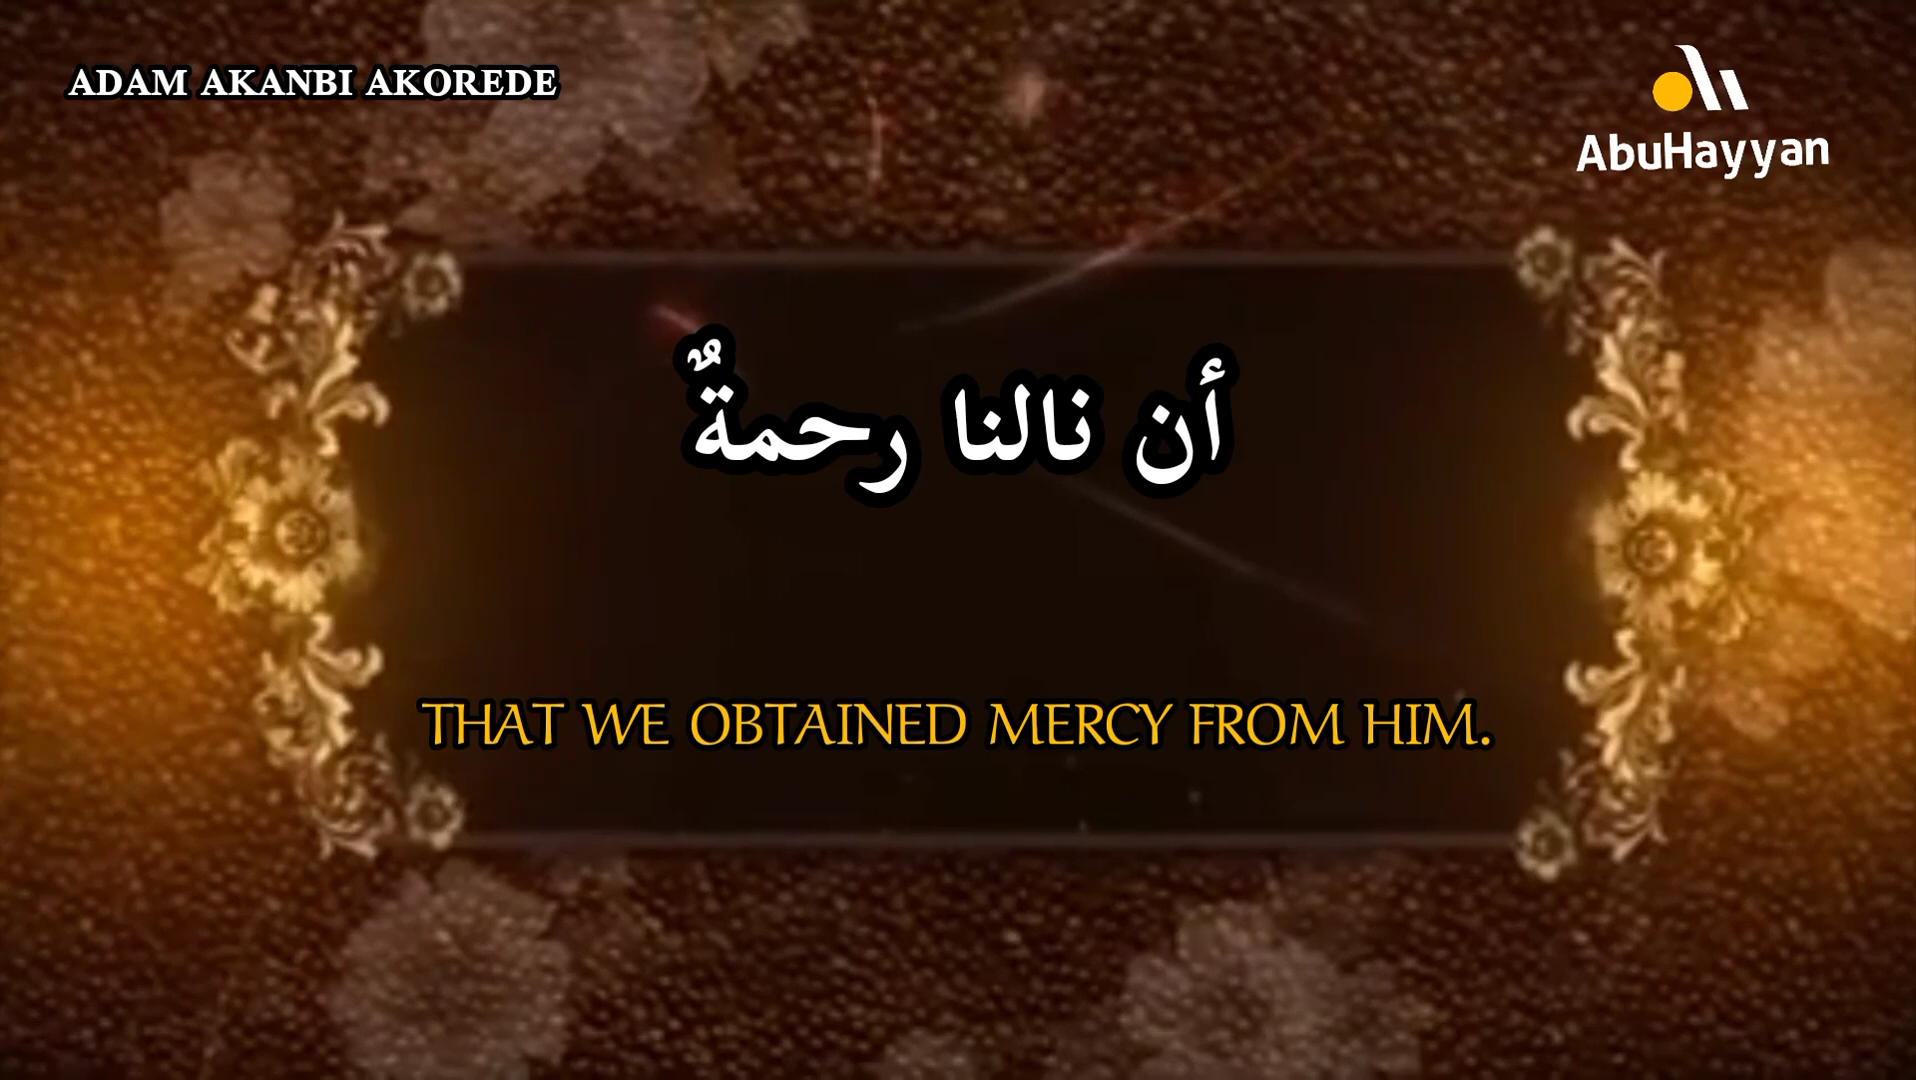 ADAM AKANBI AKOREDE
AbuHayyan
أن نالنا رحمةٌ
THAT WE OBTAINED MERCY FROM HIM.